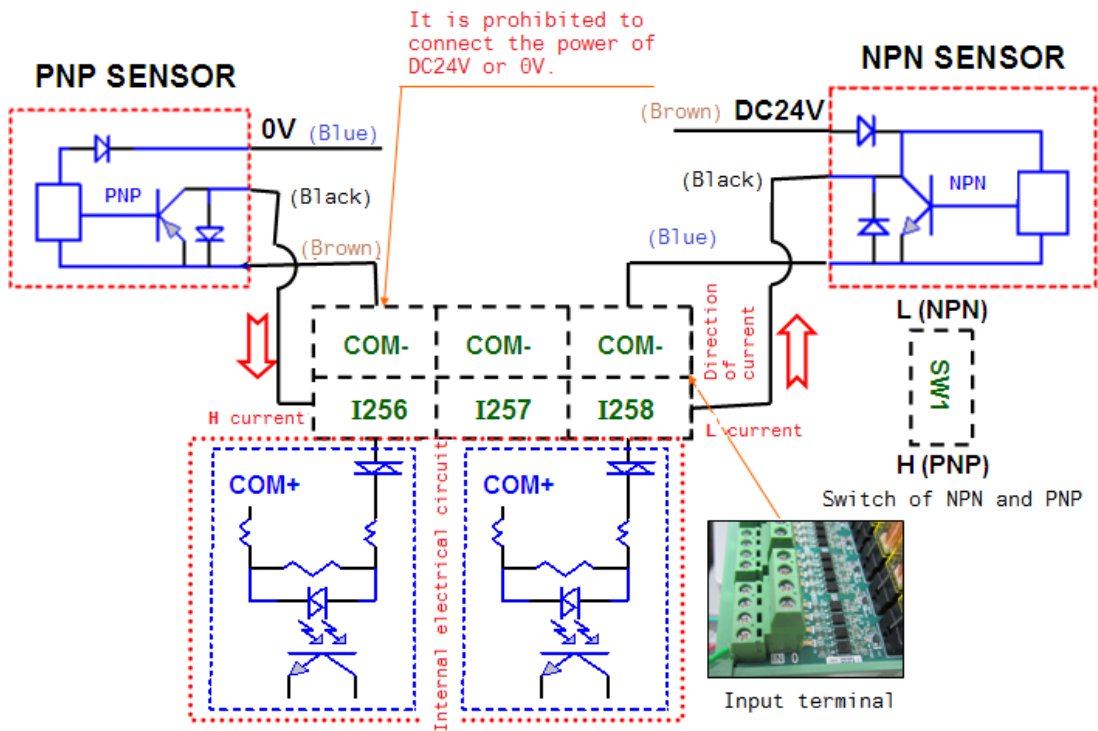 It is prohibited to
connect the power of
DC24V or 0V.
PNP SENSOR
NPN SENSOR
0V (Blue)
(Brown) DC24V
PNP
(Black)
(Black)
NPN
(Brown)
(Blue)
L (NPN)
COM-
COM-
COM-
Direction
of
current
SW1
I256
I257
I258
H current
L current
H (PNP)
Switch of NPN and PNP
COM+
COM+
Internal electrical circuit
Input terminal